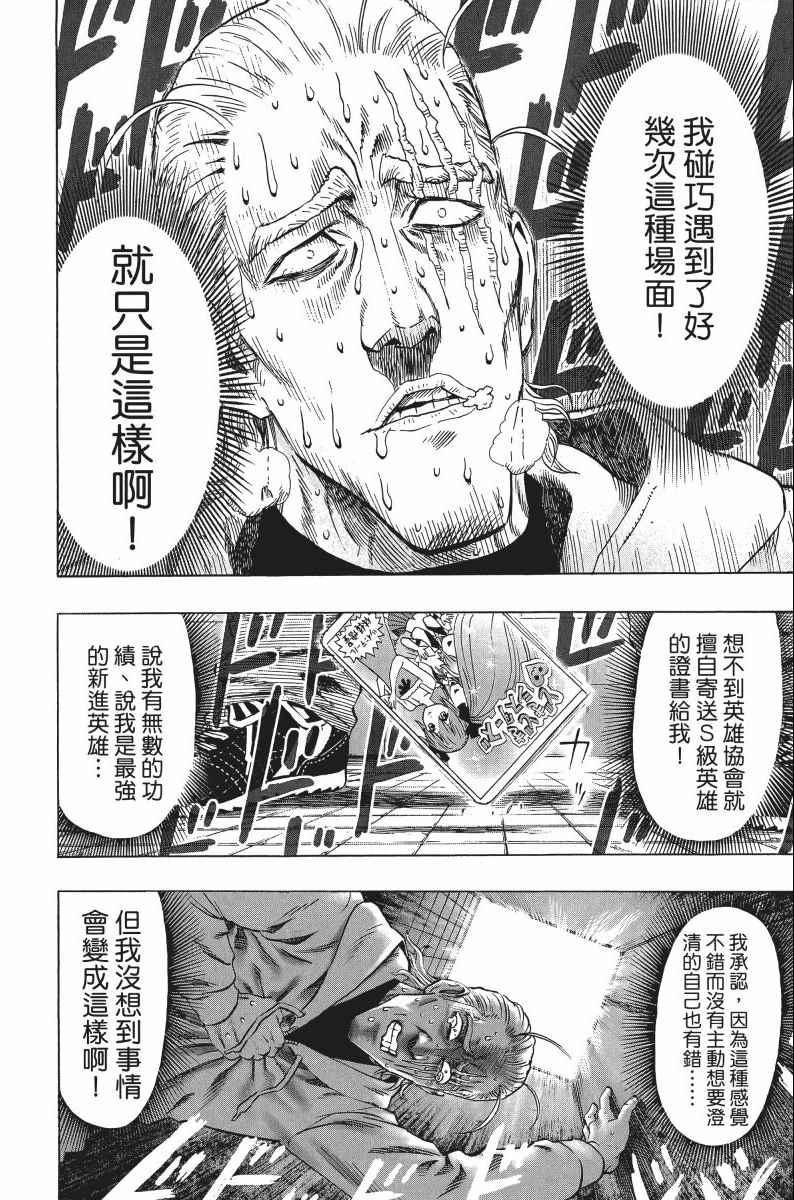 我碰巧遇到了好
幾次這種場面！
就只是這樣啊！
想不到英雄協會就
擅自寄送Ｓ級英雄
的證書給我！
說我有無數的功
績、說我是最強
的新進英雄…
カ
我承認，因為這種感覺
不錯而沒有主動想要澄
清的自己也有錯……
但我沒想到事情
會變成這樣啊！